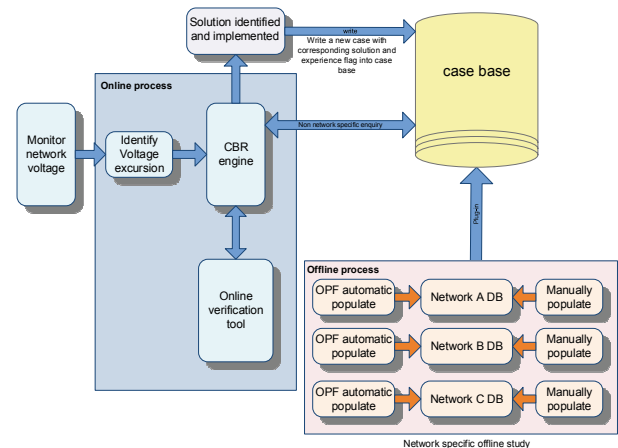 Solution identified
and implemented
write
Write a new case with
corresponding solution and
experience flag into case
base
case base
Online process
Monitor
network
voltage
Identify
Voltage
excursion
CBR
engine
Non network specific enquiry
Plug-in
Online
verification
tool
Offline process
OPF automatic
populate
Network A DB
Manually
populate
OPF automatic
populate
Network B DB
Manually
populate
OPF automatic
populate
Network C DB
Manually
populate
Network specific offline study